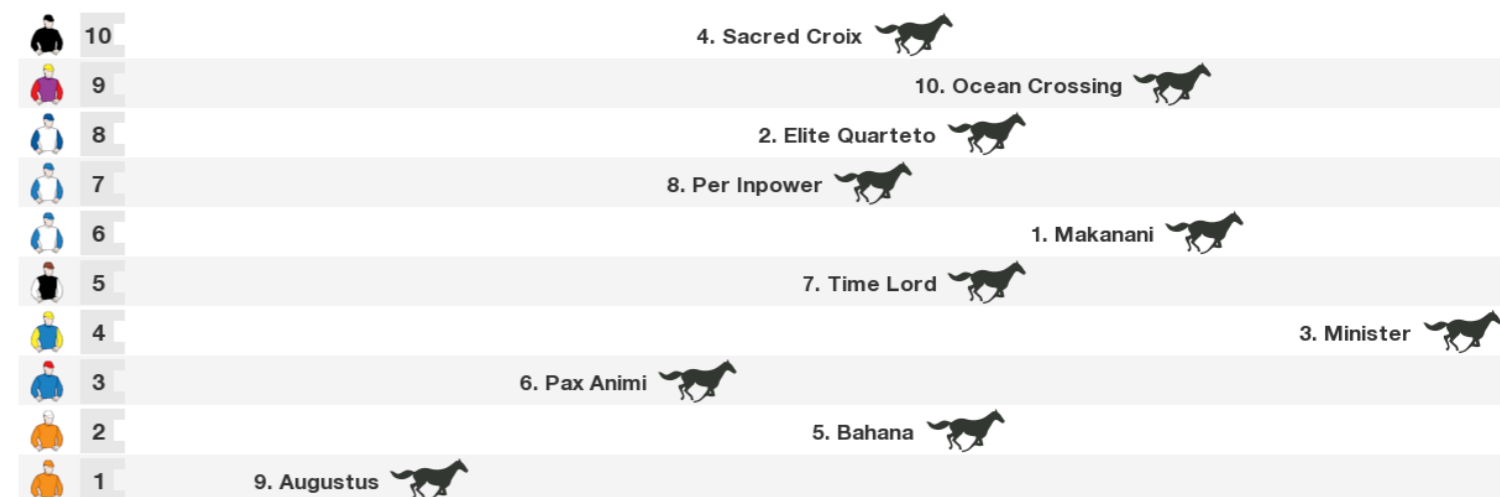 10 4. Sacred Croix
9 10. Ocean Crossing
8 2. Elite Quarteto
7 8. Per Inpower
6 1. Makanani
5 7. Time Lord
4 3. Minister
3 6. Pax Animi
2 5. Bahana
1 9. Augustus